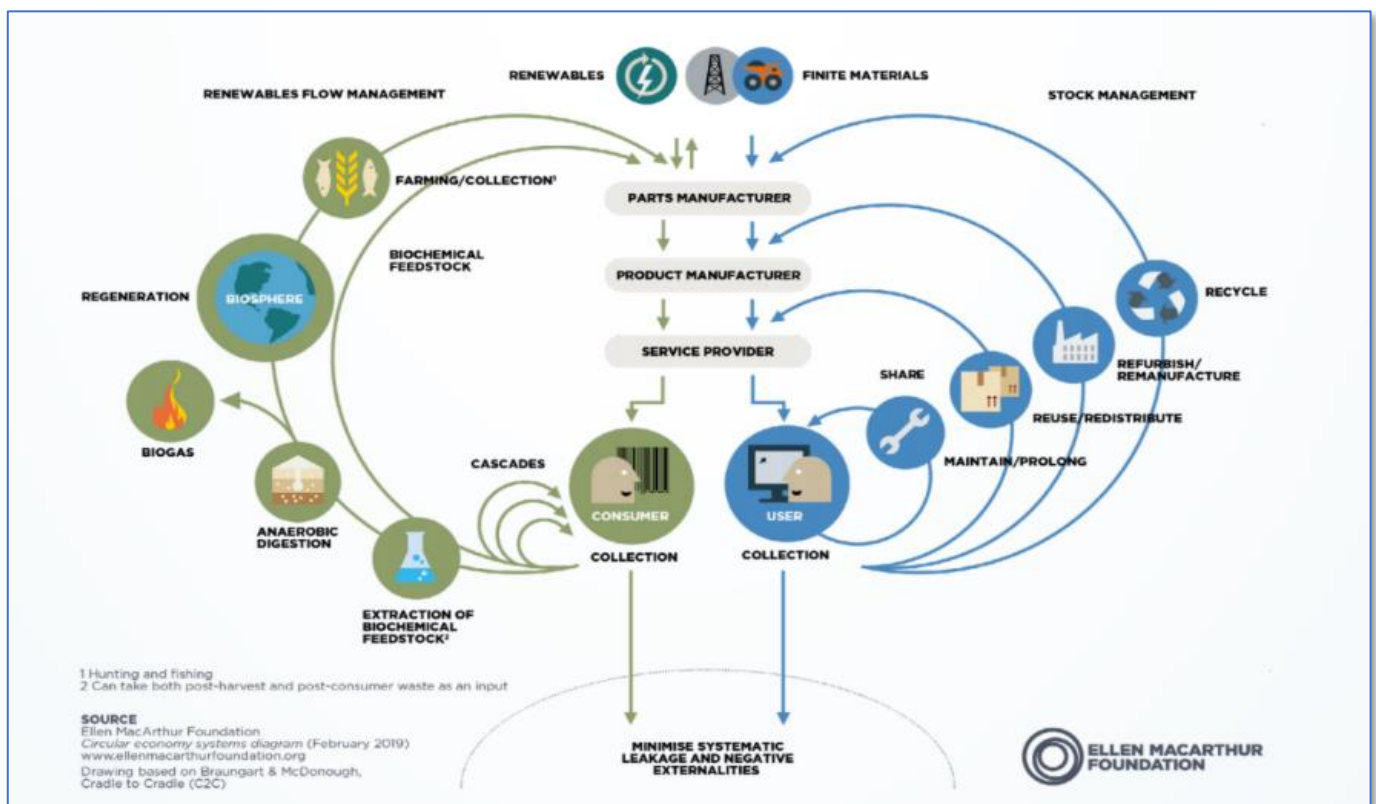 RENEWABLES
FINITE MATERIALS
RENEWABLES FLOW MANAGEMENT
STOCK MANAGEMENT
FARMING/COLLECTION¹
PARTS MANUFACTURER
BIOCHEMICAL
FEEDSTOCK
PRODUCT MANUFACTURER
REGENERATION
BIOSPHERE
RECYCLE
SERVICE PROVIDER
SHARE
REFURBISH/
REMANUFACTURE
REUSE/REDISTRIBUTE
BIOGAS
CASCADES
MAINTAIN/PROLONG
CONSUMER
USER
ANAEROBIC
DIGESTION
COLLECTION
COLLECTION
EXTRACTION OF
BIOCHEMICAL
FEEDSTOCK²
1 Hunting and fishing
2 Can take both post-harvest and post-consumer waste as an input
SOURCE
Ellen MacArthur Foundation
Circular economy systems diagram (February 2019)
www.ellenmacarthurfoundation.org
Drawing based on Braungart & McDonough,
Cradle to Cradle (C2C)
MINIMISE SYSTEMATIC
LEAKAGE AND NEGATIVE
EXTERNALITIES
ELLEN MACARTHUR
FOUNDATION